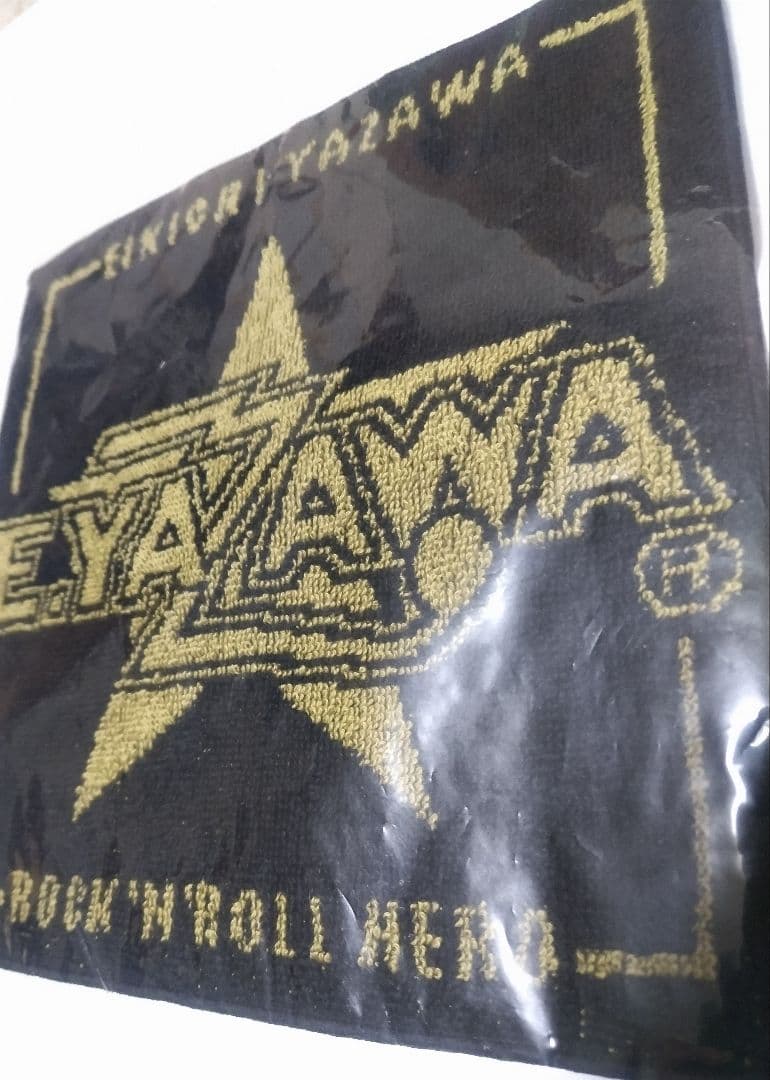 EIKICHI YAZAWA
E.YAZAWA
®
ROCK'N'ROLL HERO